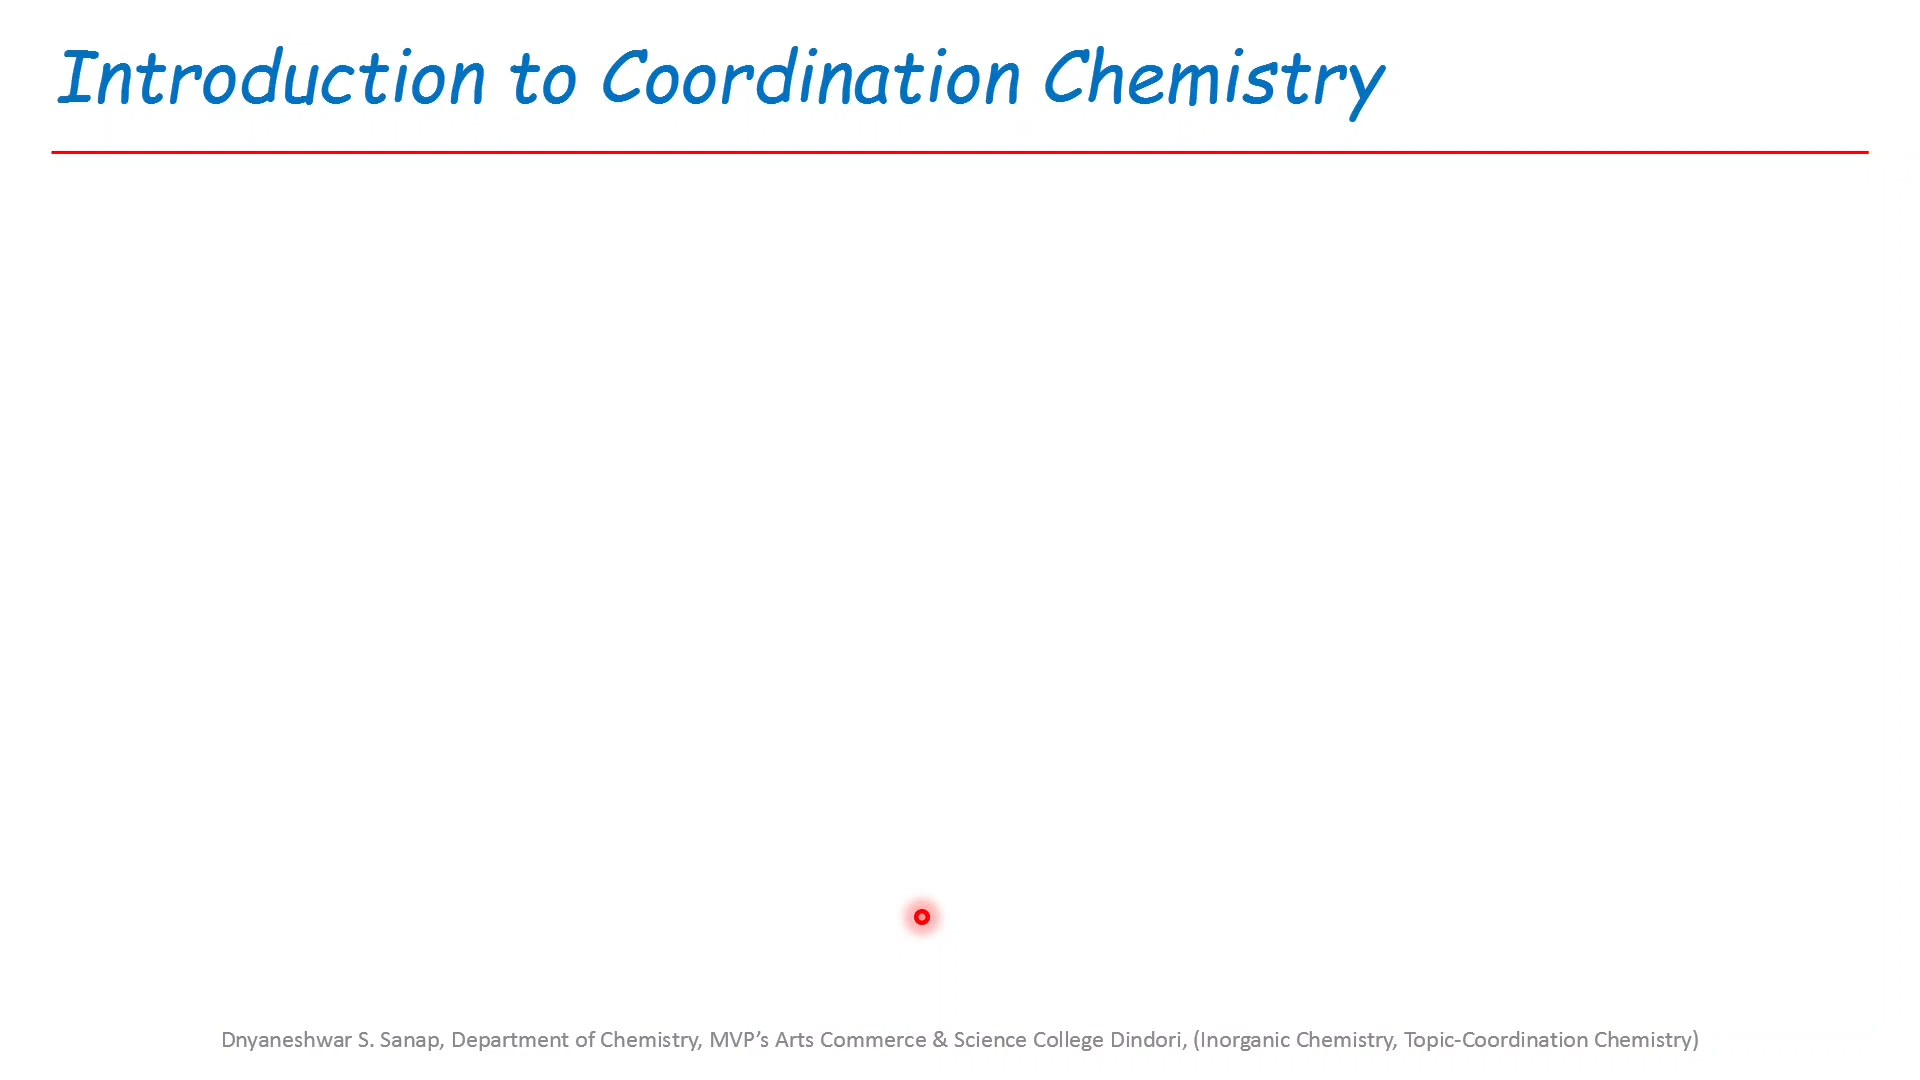 Introduction to Coordination Chemistry
Dnyaneshwar S. Sanap, Department of Chemistry, MVP’s Arts Commerce & Science College Dindori, (Inorganic Chemistry, Topic-Coordination Chemistry)